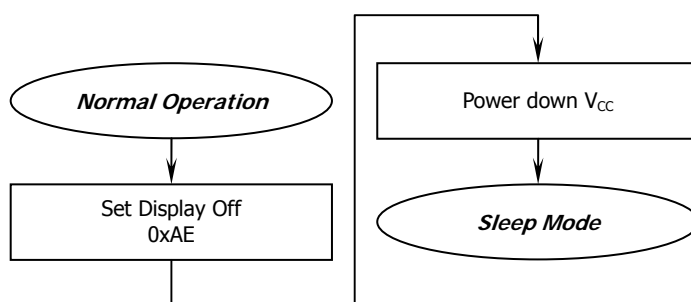 Normal Operation
Set Display Off
0xAE
Power down VCC
Sleep Mode